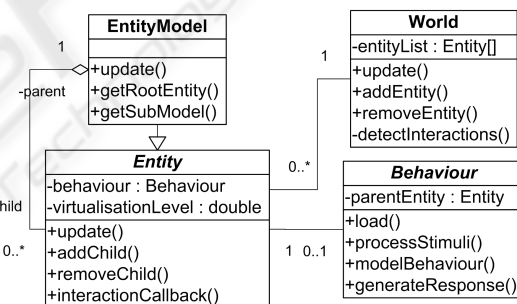 EntityModel
+update()
+getRootEntity()
+getSubModel()
1
-parent
World
-entityList : Entity[]
+update()
+addEntity()
+removeEntity()
-detectInteractions()
1
0..*
Entity
-behaviour : Behaviour
-virtualisationLevel : double
+update()
+addChild()
+removeChild()
+interactionCallback()
hild
0..*
1 0..1
Behaviour
-parentEntity : Entity
+load()
+processStimuli()
+modelBehaviour()
+generateResponse()